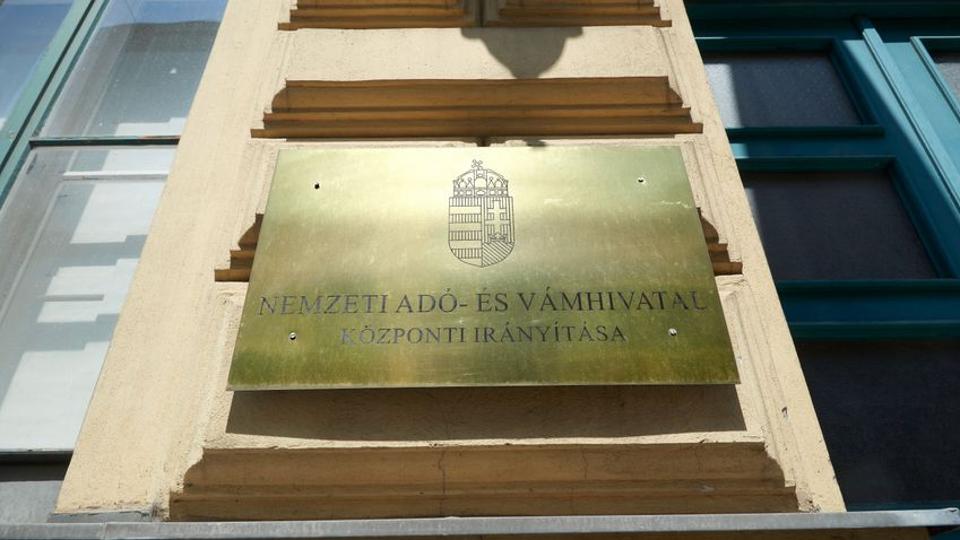 NEMZETI ADÓ- ÉS VÁMHIVATAL
KÖZPONTI IRÁNYÍTÁSA